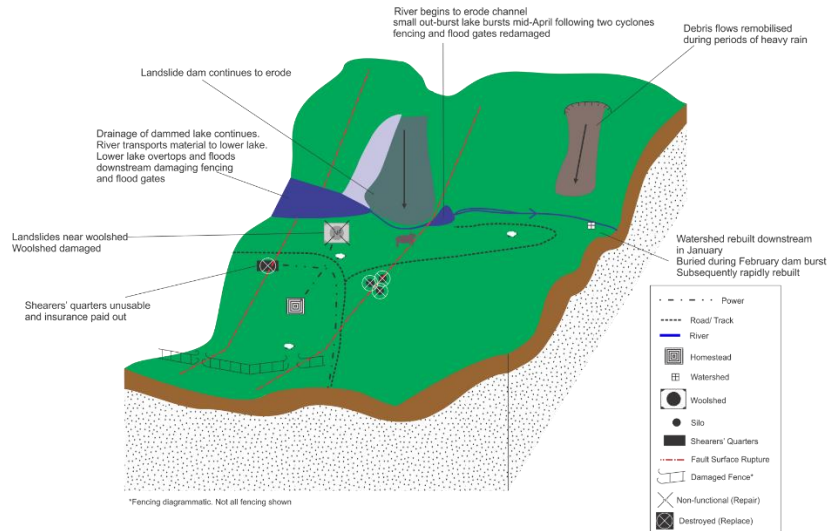 River begins to erode channel
small out-burst lake bursts mid-April following two cyclones
fencing and flood gates redamaged
Debris flows remobilised
during periods of heavy rain
Landslide dam continues to erode
Drainage of dammed lake continues.
River transports material to lower lake.
Lower lake overtops and floods
downstream damaging fencing
and flood gates
Landslides near woolshed
Woolshed damaged
Shearers' quarters unusable
and insurance paid out
Watershed rebuilt downstream
in January
Buried during February dam burst
Subsequently rapidly rebuilt
Power
Road/ Track
River
Homestead
Watershed
Woolshed
Silo
Shearers' Quarters
Fault Surface Rupture
Damaged Fence*
Non-functional (Repair)
Destroyed (Replace)
*Fencing diagrammatic. Not all fencing shown